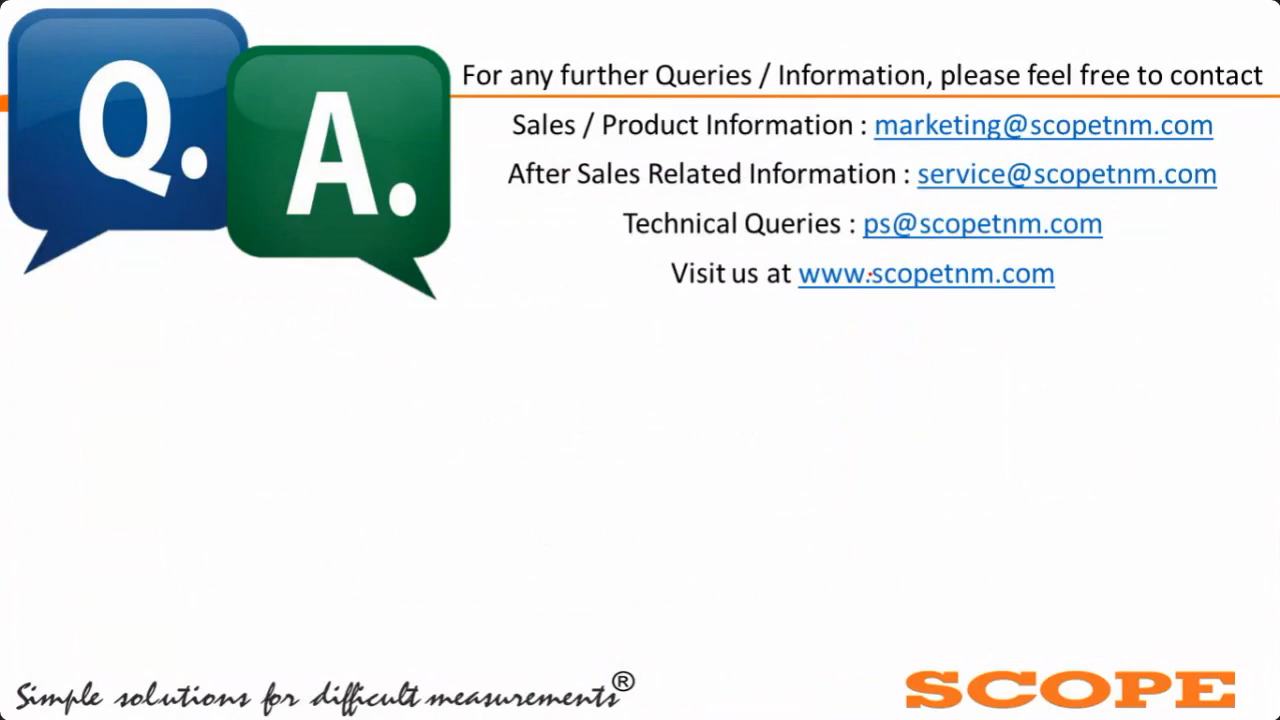 Q.
A.
For any further Queries / Information, please feel free to contact
Sales / Product Information : marketing@scopetnm.com
After Sales Related Information : service@scopetnm.com
Technical Queries : ps@scopetnm.com
Visit us at www.scopetnm.com
Simple solutions for difficult measurements®
SCOPE